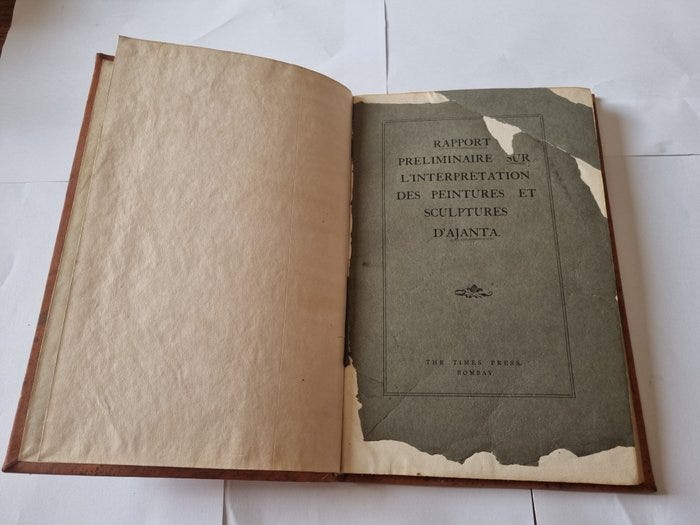 RAPPORT
PRELIMINAIRE SUR
L'INTERPRETATION
DES PEINTURES ET
SCULPTURES
D'AJANTA.
THE TIMES PRESS,
BOMBAY.